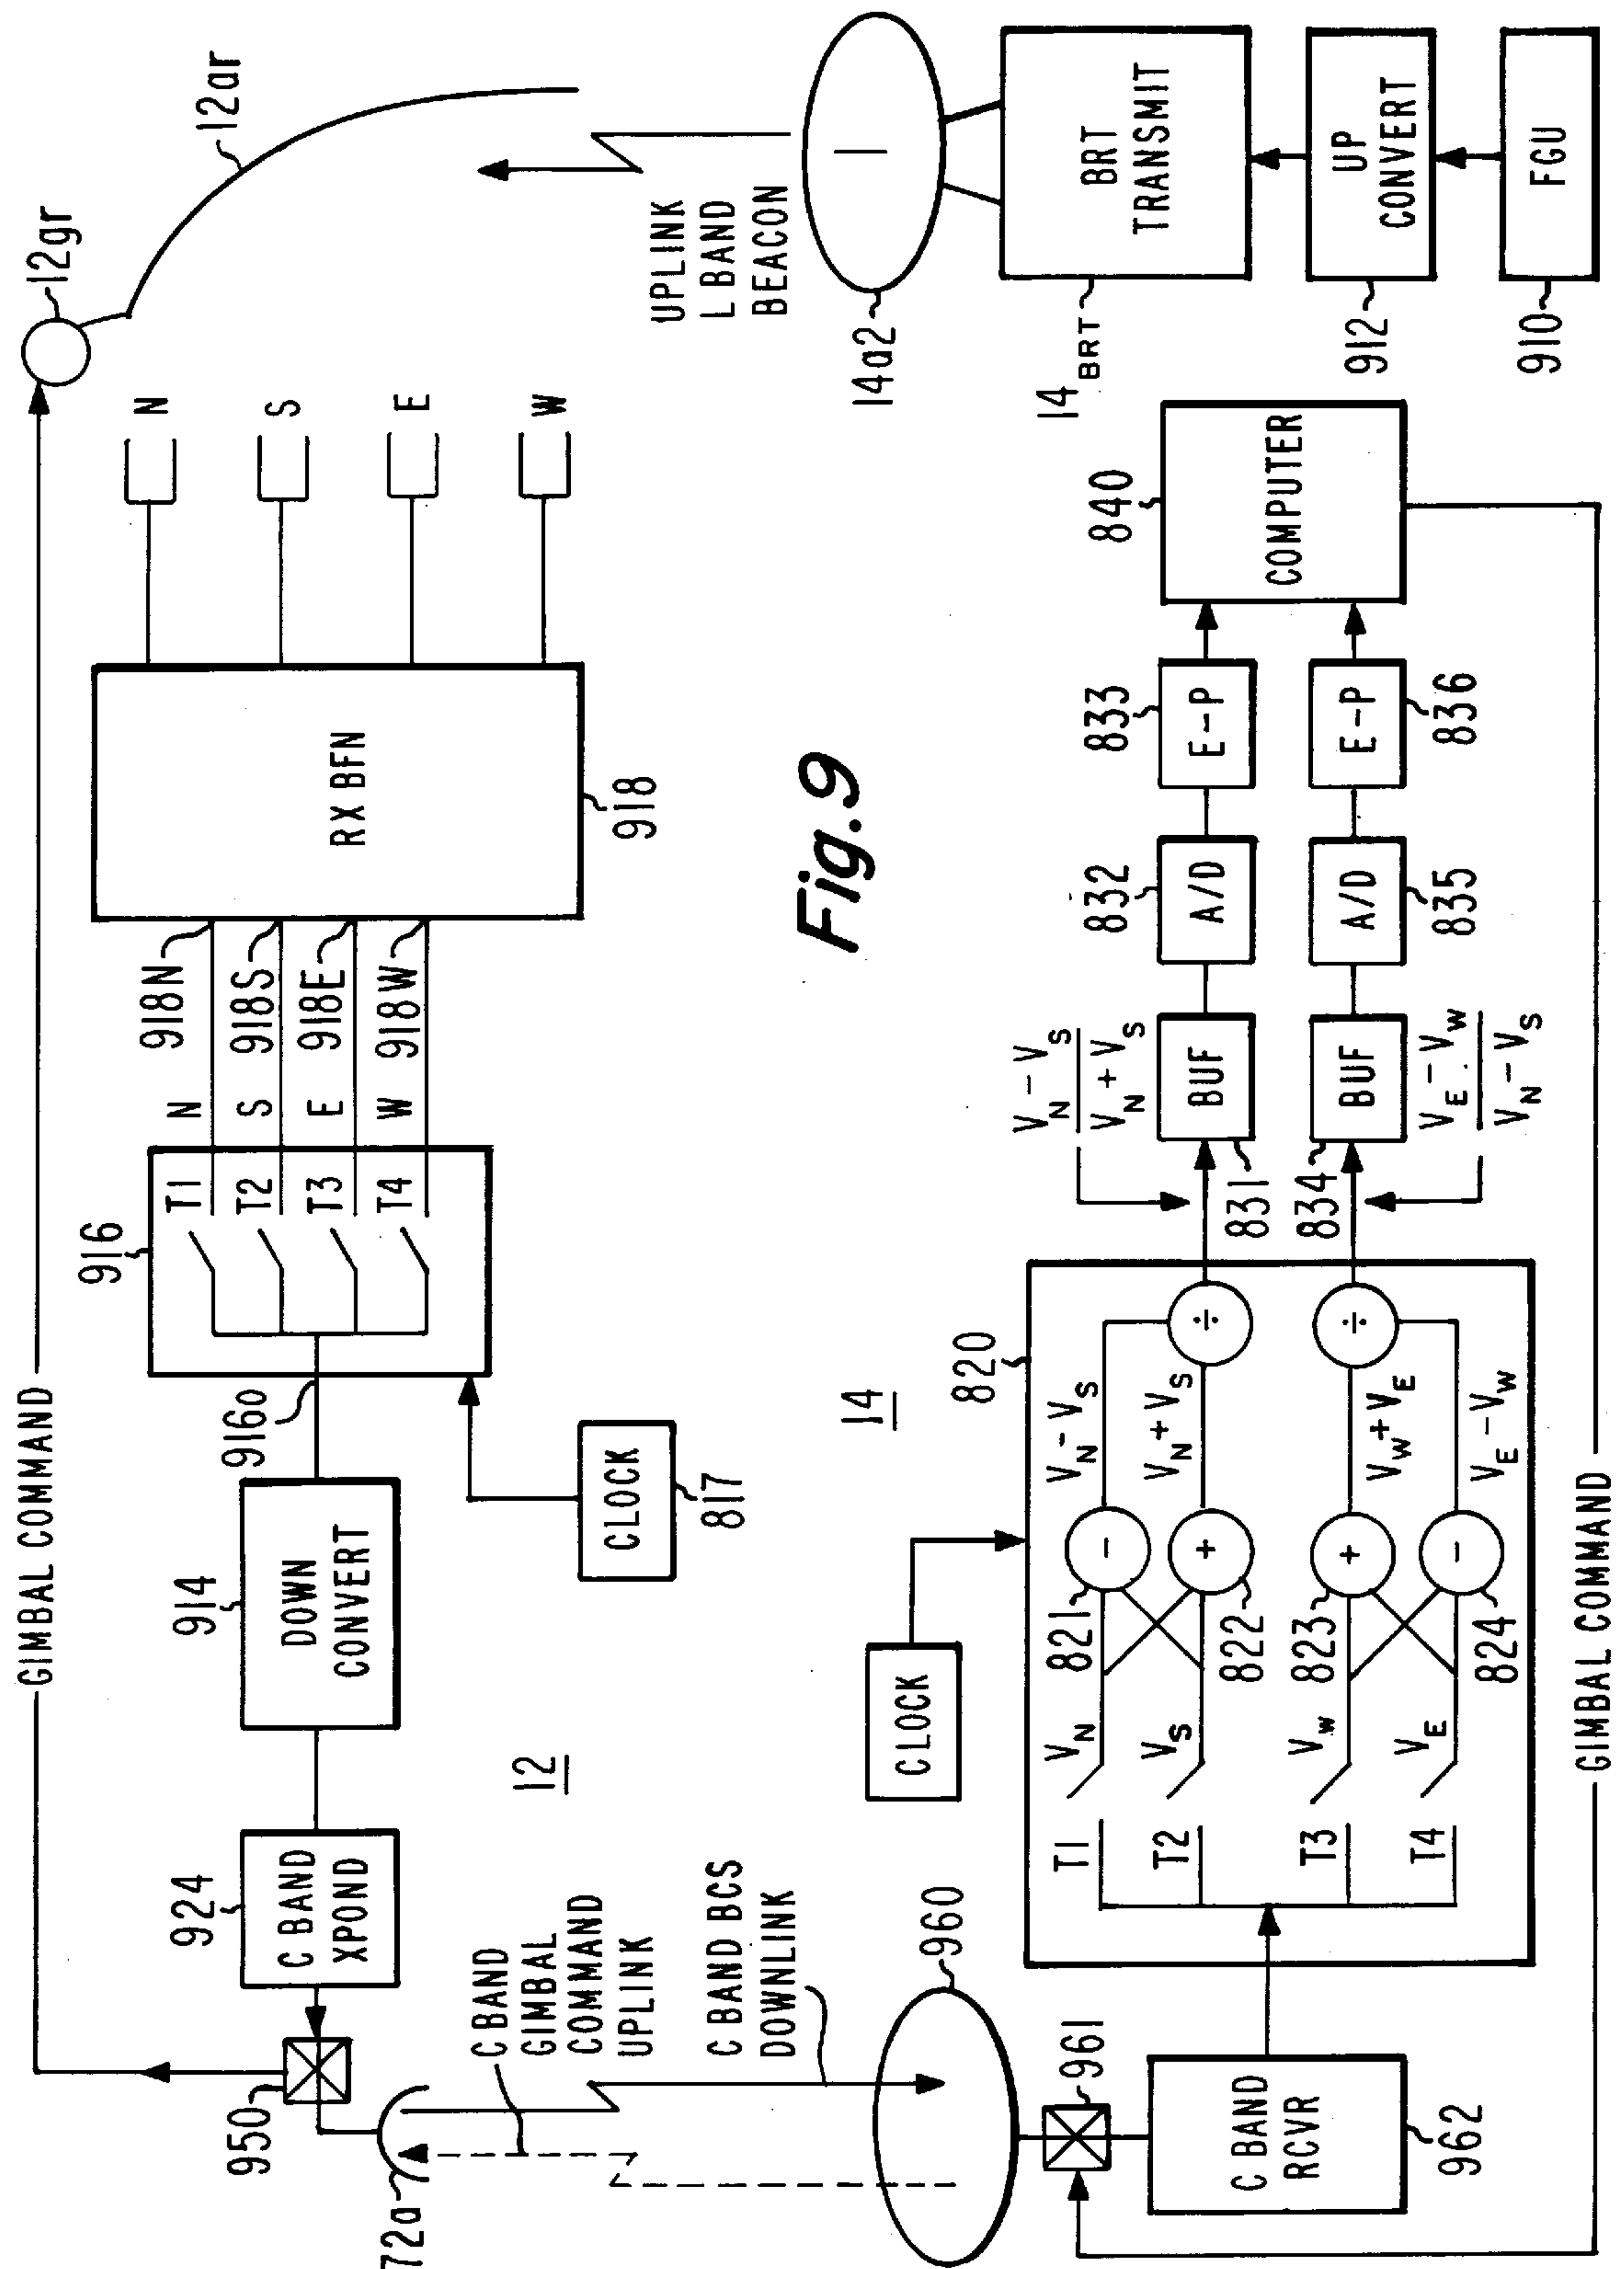 GIMBAL COMMAND
950
72a
924
C BAND
XPOND
914
DOWN
CONVERT
916o
916
T1
T2
T3
T4
N
S
E
W
918N
918S
918E
918W
RX BFN
918
N
S
E
W
12gr
12ar
CLOCK
817
12
C BAND
GIMBAL
COMMAND
UPLINK
C BAND BCS
DOWNLINK
UPLINK
L BAND
BEACON
Fig. 9
14a2
BRT
TRANSMIT
14 BRT
UP
CONVERT
912
FGU
910
960
961
C BAND
RCVR
962
CLOCK
14
820
T1
T2
T3
T4
VN
VS
VW
VE
821
822
823
824
-
+
+
-
VN - VS
VN + VS
VW + VE
VE - VW
÷
÷
VN - VS
VN + VS
831
BUF
834
BUF
VE - VW
VN - VS
832
A/D
A/D
835
833
E-P
E-P
836
840
COMPUTER
GIMBAL COMMAND